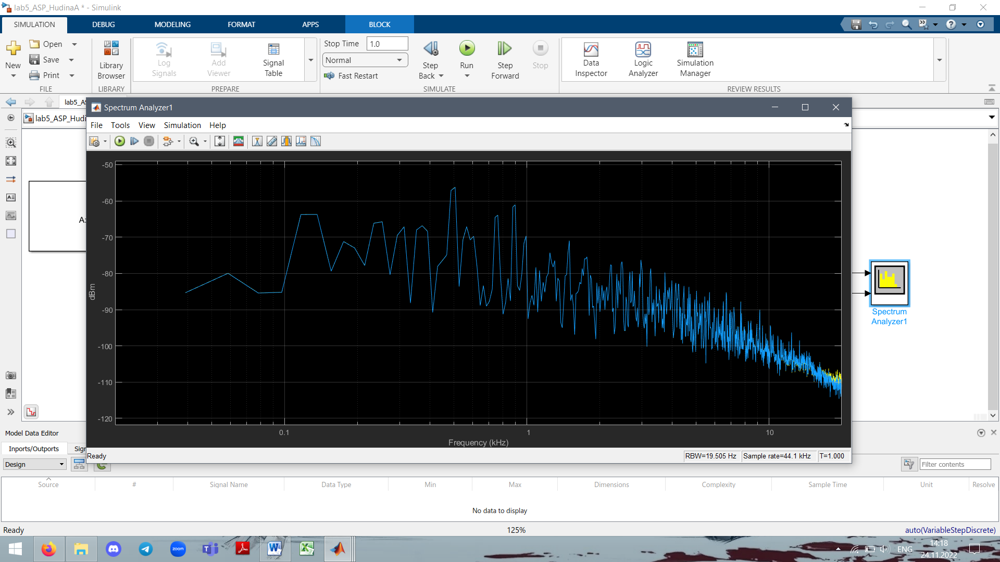 lab5_ASP_HudinaA * - Simulink
SIMULATION DEBUG MODELING FORMAT APPS BLOCK
New
Open
Save
Print
FILE
Library
Browser
LIBRARY
Log
Signals
Add
Viewer
Signal
Table
PREPARE
Stop Time 1.0
Normal
Fast Restart
Step
Back
Run
Step
Forward
Stop
SIMULATE
Data
Inspector
Logic
Analyzer
Simulation
Manager
REVIEW RESULTS
lab5_AS
lab5_ASP_Hudi
Spectrum Analyzer1
File Tools View Simulation Help
-50
-60
-70
-80
-90
-100
-110
-120
dBm
0.1 1 10
Frequency (kHz)
Ready
RBW=19.505 Hz Sample rate=44.1 kHz T=1.000
Spectrum
Analyzer1
Model Data Editor
Inports/Outports Sign
Design
Filter contents
Source # Signal Name Data Type Min Max Dimensions Complexity Sample Time Unit Resolve
No data to display
Ready 125% auto(VariableStepDiscrete)
zoom
ENG
14:18
24.11.2022